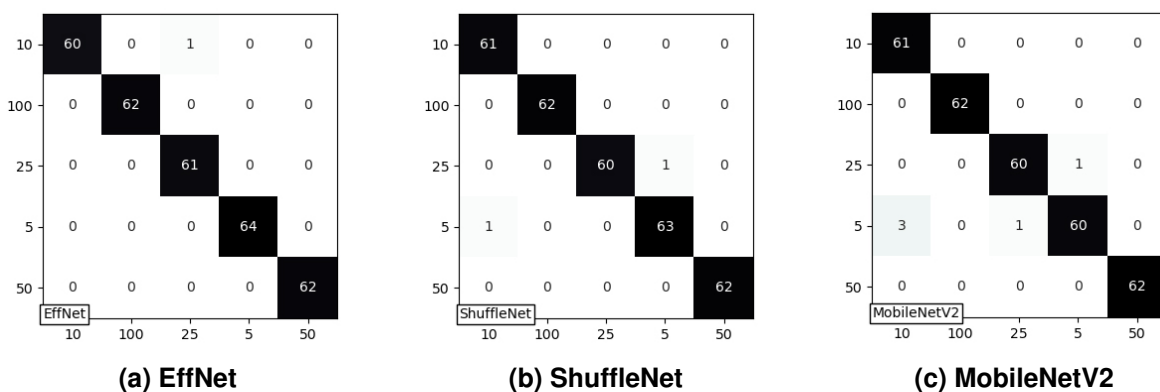 10 60 0 1 0 0
100 0 62 0 0 0
25 0 0 61 0 0
5 0 0 0 64 0
50 0 0 0 0 62
EffNet
10 100 25 5 50
(a) EffNet
10 61 0 0 0 0
100 0 62 0 0 0
25 0 0 60 1 0
5 1 0 0 63 0
50 0 0 0 0 62
ShuffleNet
10 100 25 5 50
(b) ShuffleNet
10 61 0 0 0 0
100 0 62 0 0 0
25 0 0 60 1 0
5 3 0 1 60 0
50 0 0 0 0 62
MobileNetV2
10 100 25 5 50
(c) MobileNetV2